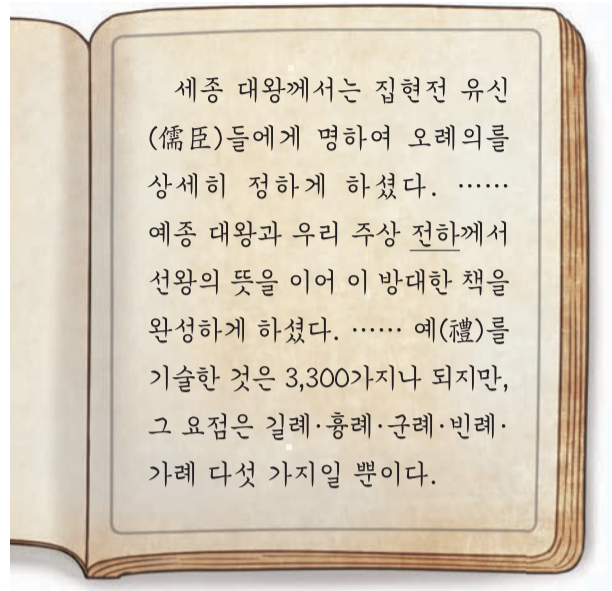 세종 대왕께서는 집현전 유신
(儒臣)들에게 명하여 오례의를
상세히 정하게 하셨다. ……
예종 대왕과 우리 주상 전하께서
선왕의 뜻을 이어 이 방대한 책을
완성하게 하셨다. …… 예(禮)를
기술한 것은 3,300가지나 되지만,
그 요점은 길례·흉례·군례·빈례·
가례 다섯 가지일 뿐이다.